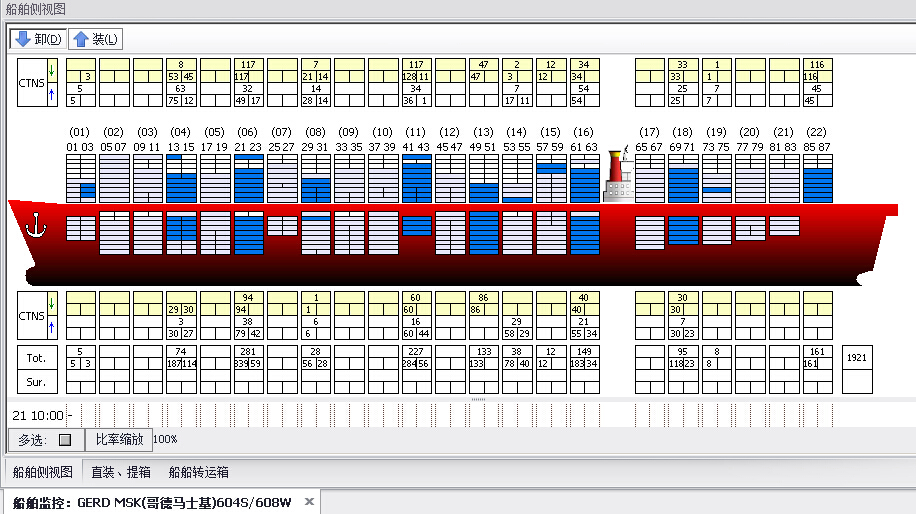 船舶侧视图
卸(D) 装(L)
8 117 7 117 47 2 12 34 33 1 116
CTNS ↓ 3 53 45 117 21 14 128 11 47 3 12 34 33 1 116
5 63 32 14 34 7 54 25 7 45
↑ 5 75 12 49 17 28 14 36 1 17 11 54 25 7 45
(01) (02) (03) (04) (05) (06) (07) (08) (09) (10) (11) (12) (13) (14) (15) (16) (17) (18) (19) (20) (21) (22)
01 03 05 07 09 11 13 15 17 19 21 23 25 27 29 31 33 35 37 39 41 43 45 47 49 51 53 55 57 59 61 63 65 67 69 71 73 75 77 79 81 83 85 87
94 1 60 86 40 30
CTNS ↓ 29 30 94 1 60 86 40 30
3 38 6 16 29 21 7
↑ 30 27 79 42 6 60 44 58 29 55 34 30 23
Tot. 5 74 281 28 227 133 38 12 149 95 8 161 1921
5 3 187 114 339 59 56 28 284 56 133 78 40 12 183 34 118 23 8 161
Sur.
21 10:00 -
多选: 比率缩放 100%
船舶侧视图 直装、提箱 船舶转运箱
船舶监控: GERD MSK(哥德马士基)604S/608W ×